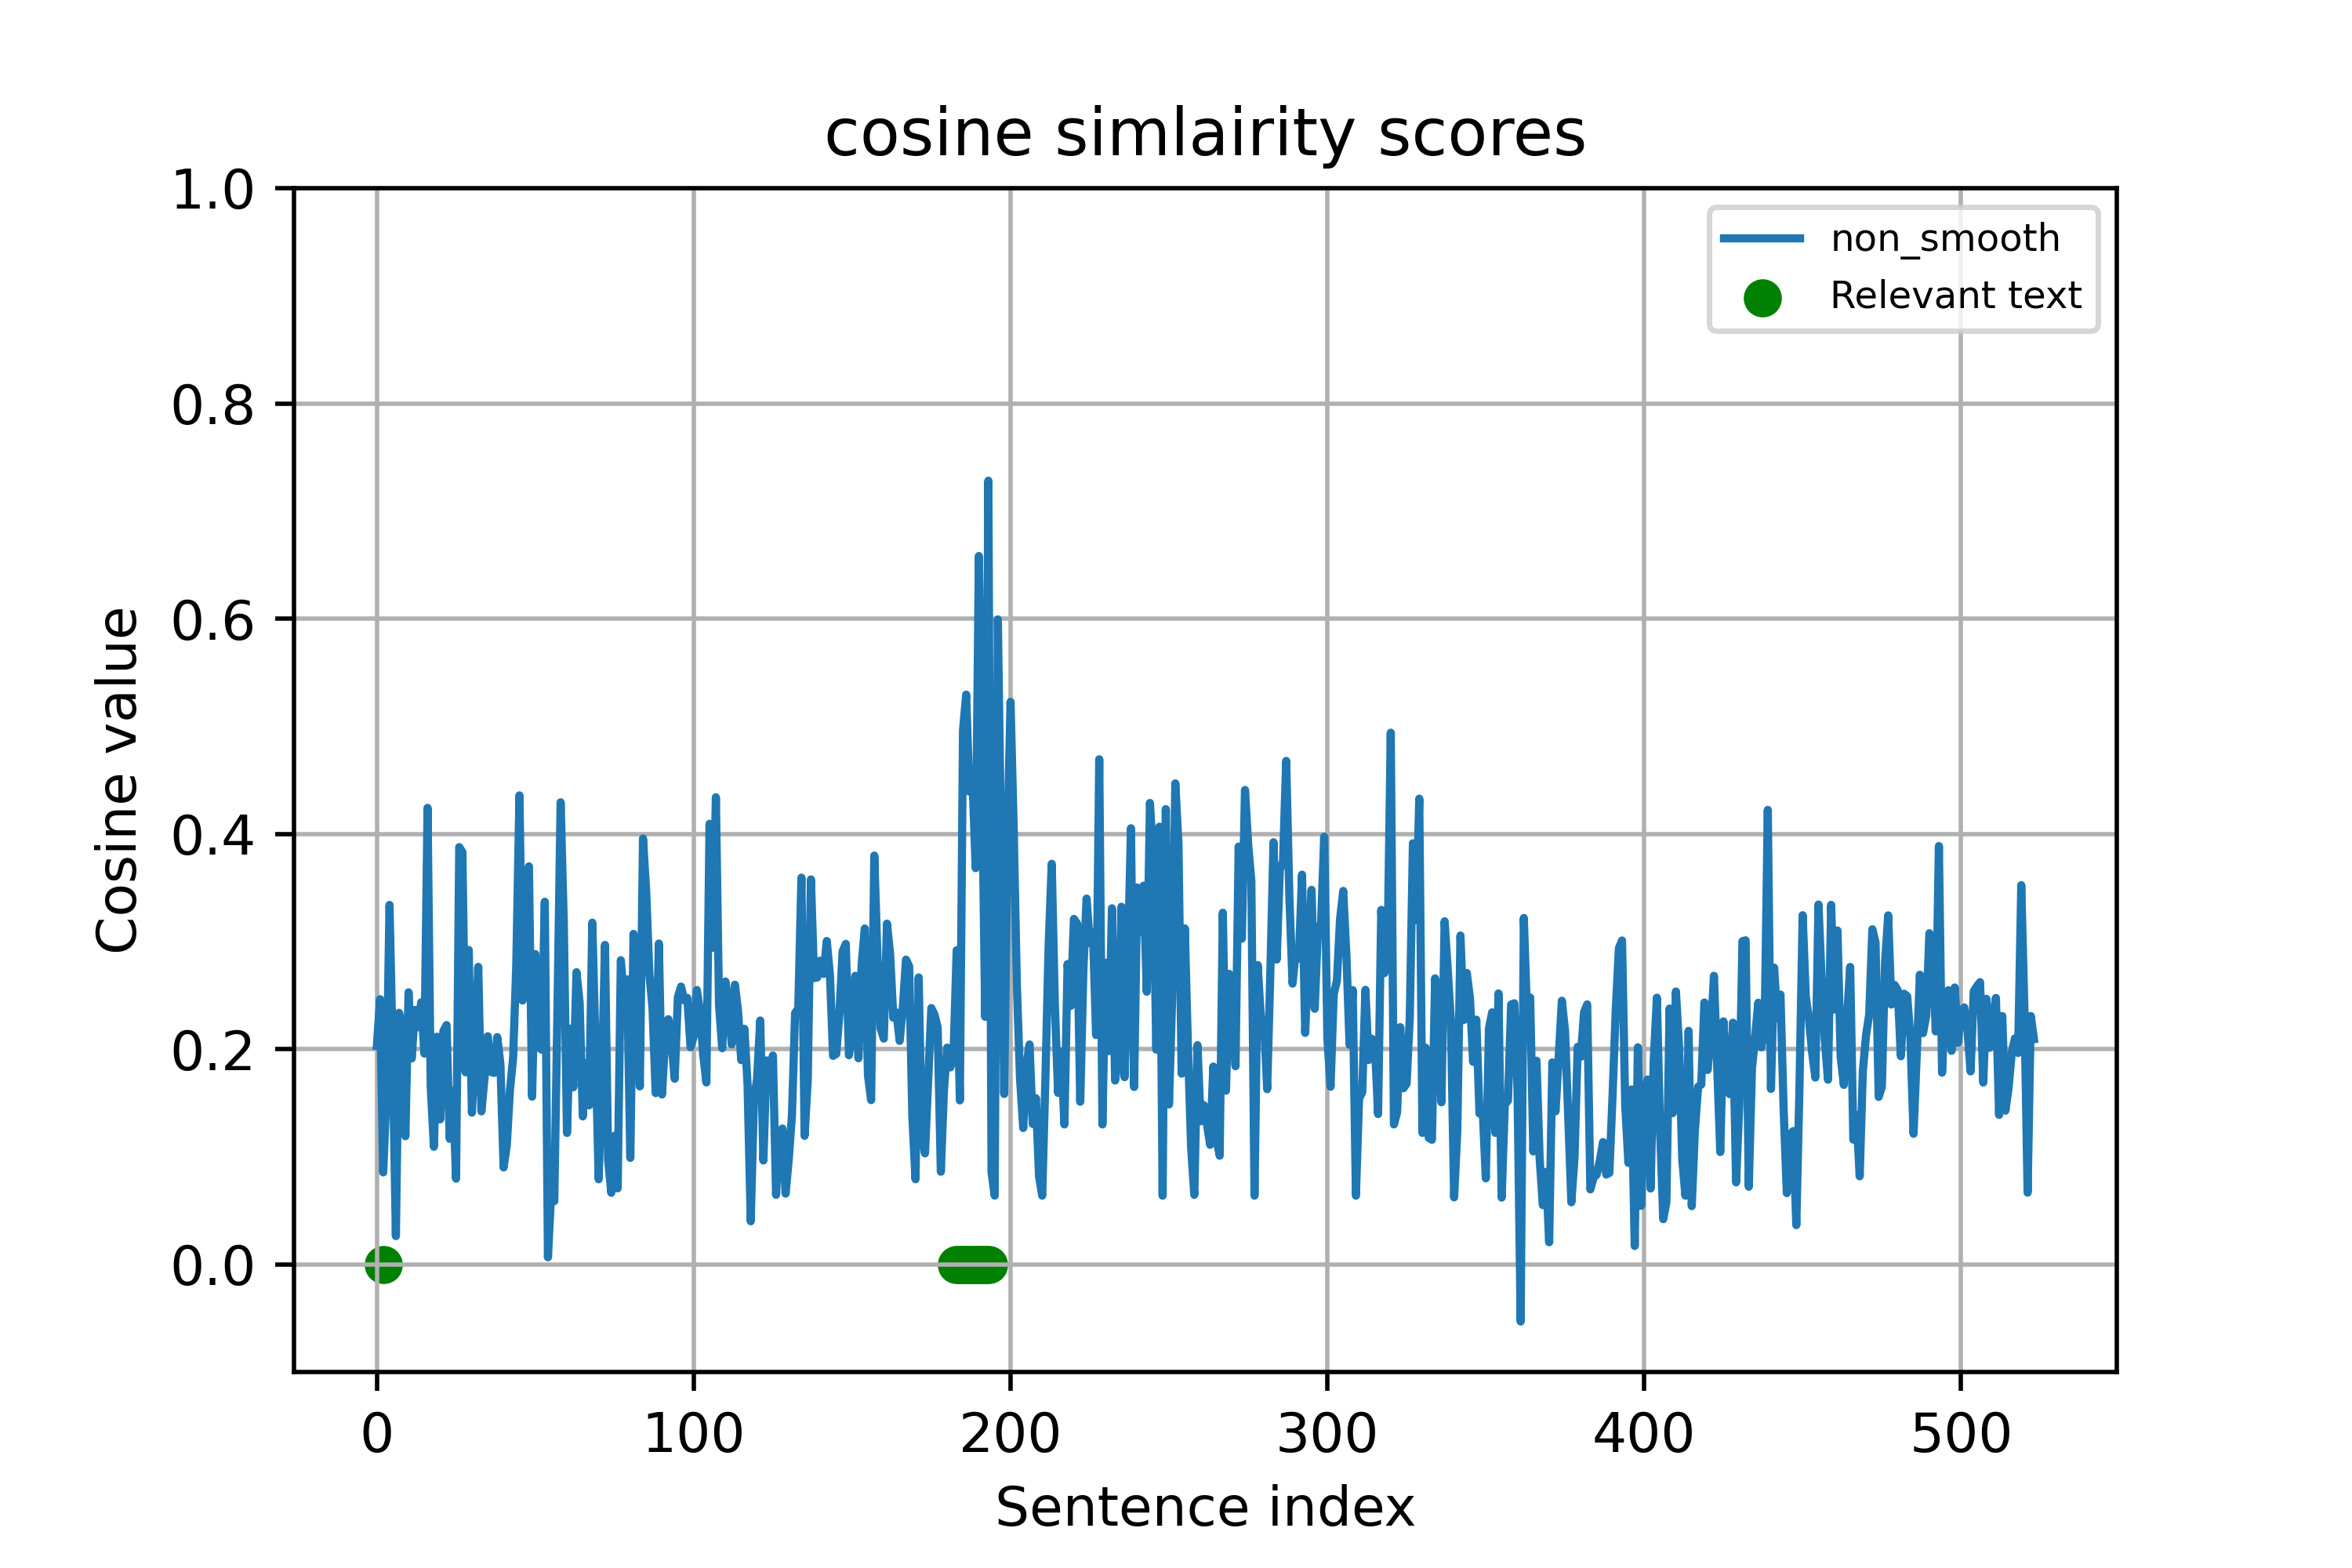 cosine simlairity scores
non_smooth
Relevant text
Cosine value
1.0
0.8
0.6
0.4
0.2
0.0
0 100 200 300 400 500
Sentence index